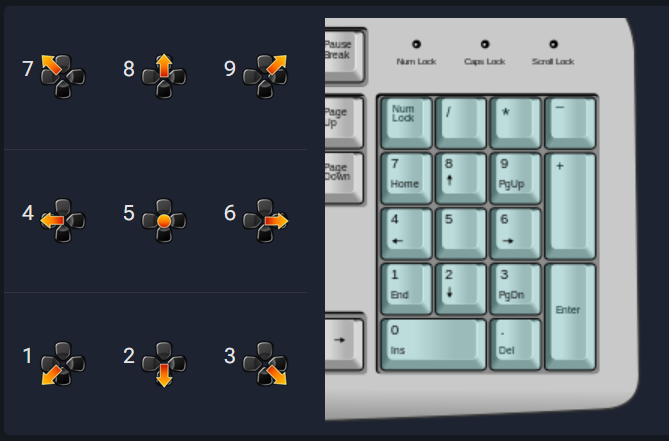 7 8 9
4 5 6
1 2 3
Pause
Break
Num Lock Caps Lock Scroll Lock
Page
Up
Page
Down
Num
Lock
/
*
−
7
Home
8
↑
9
PgUp
+
4
←
5
6
→
1
End
2
↓
3
PgDn
Enter
→
0
Ins
.
Del